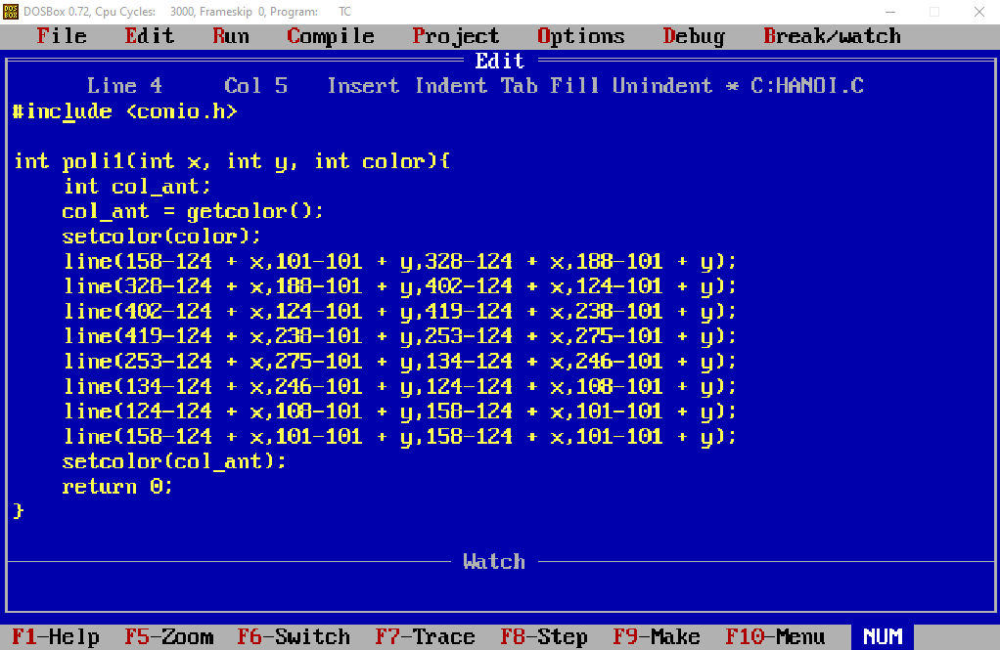 DOSBox 0.72, Cpu Cycles: 3000, Frameskip 0, Program: TC
File Edit Run Compile Project Options Debug Break/watch
Edit
Line 4 Col 5 Insert Indent Tab Fill Unindent * C:HANOI.C
#include <conio.h>
int poli1(int x, int y, int color){
    int col_ant;
    col_ant = getcolor();
    setcolor(color);
    line(158-124 + x,101-101 + y,328-124 + x,188-101 + y);
    line(328-124 + x,188-101 + y,402-124 + x,124-101 + y);
    line(402-124 + x,124-101 + y,419-124 + x,238-101 + y);
    line(419-124 + x,238-101 + y,253-124 + x,275-101 + y);
    line(253-124 + x,275-101 + y,134-124 + x,246-101 + y);
    line(134-124 + x,246-101 + y,124-124 + x,108-101 + y);
    line(124-124 + x,108-101 + y,158-124 + x,101-101 + y);
    line(158-124 + x,101-101 + y,158-124 + x,101-101 + y);
    setcolor(col_ant);
    return 0;
}
Watch
F1-Help F5-Zoom F6-Switch F7-Trace F8-Step F9-Make F10-Menu NUM